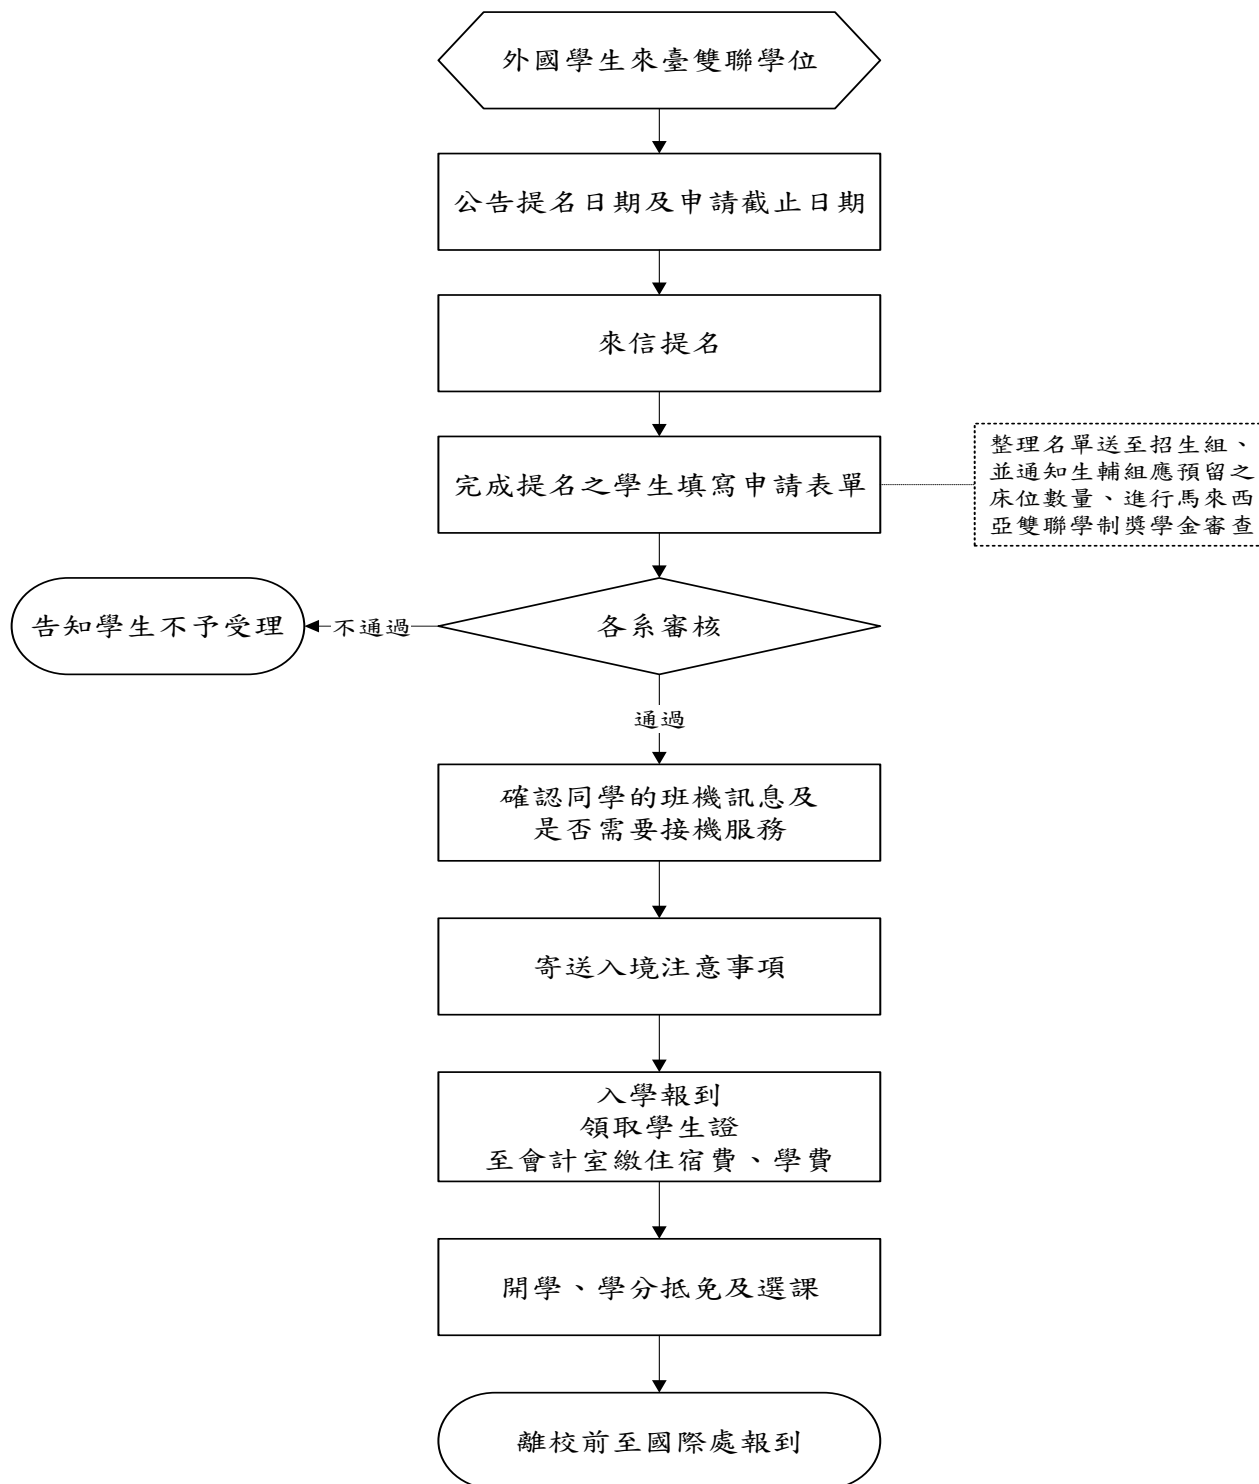 外國學生來臺雙聯學位
公告提名日期及申請截止日期
來信提名
完成提名之學生填寫申請表單
整理名單送至招生組、
並通知生輔組應預留之
床位數量、進行馬來西
亞雙聯學制獎學金審查
各系審核
不通過
告知學生不予受理
通過
確認同學的班機訊息及
是否需要接機服務
寄送入境注意事項
入學報到
領取學生證
至會計室繳住宿費、學費
開學、學分抵免及選課
離校前至國際處報到